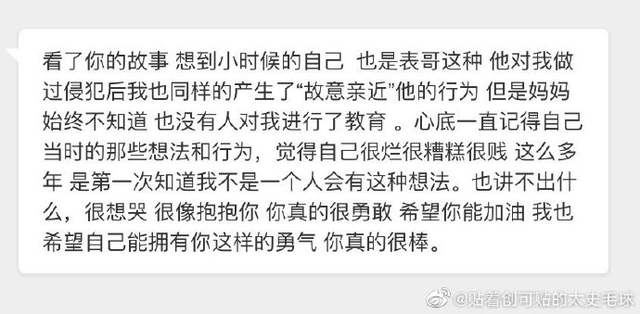 看了你的故事 想到小时候的自己 也是表哥这种 他对我做
过侵犯后我也同样的产生了“故意亲近”他的行为 但是妈妈
始终不知道 也没有人对我进行了教育 。心底一直记得自己
当时的那些想法和行为，觉得自己很烂很糟糕很贱 这么多
年 是第一次知道我不是一个人会有这种想法。也讲不出什
么，很想哭 很像抱抱你 你真的很勇敢 希望你能加油 我也
希望自己能拥有你这样的勇气 你真的很棒。
@贴着创可贴的大史毛球